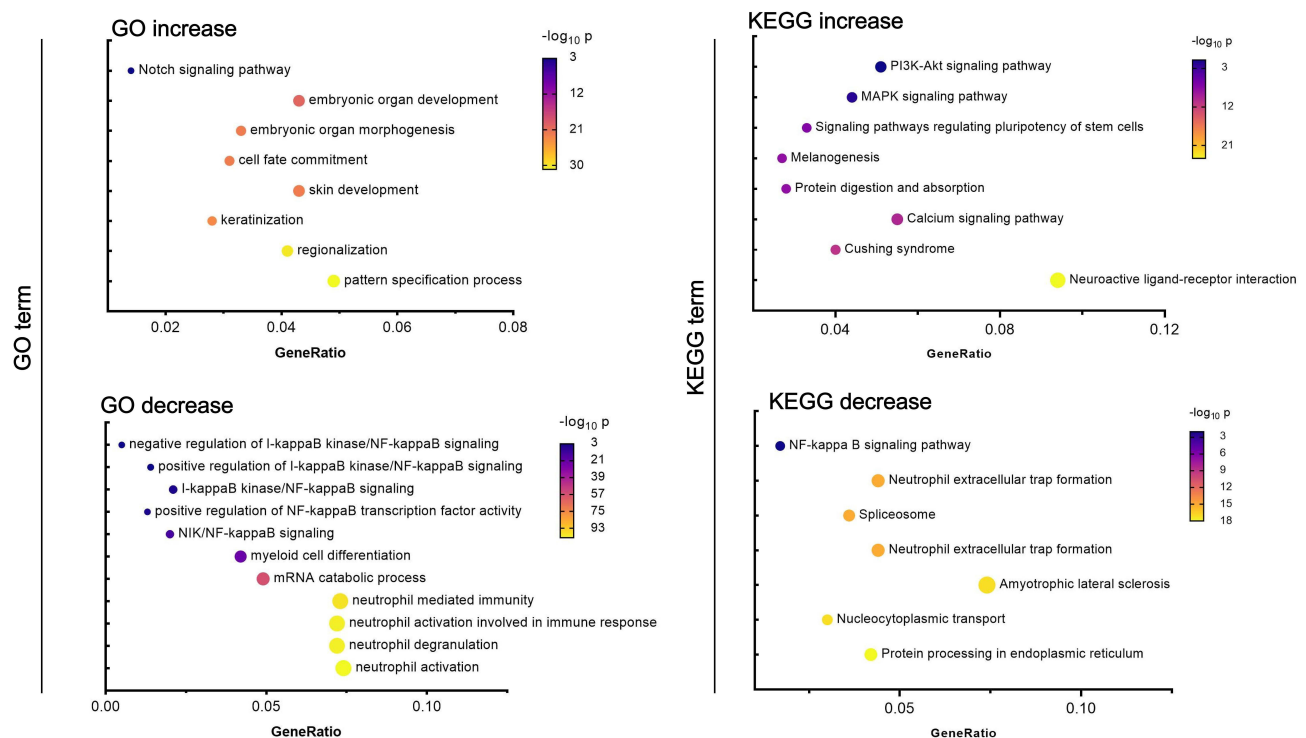 GO increase
-log10 p
3
12
21
30
Notch signaling pathway
embryonic organ development
embryonic organ morphogenesis
cell fate commitment
skin development
keratinization
regionalization
pattern specification process
0.02 0.04 0.06 0.08
GeneRatio
GO term
GO decrease
-log10 p
3
21
39
57
75
93
negative regulation of I-kappaB kinase/NF-kappaB signaling
positive regulation of I-kappaB kinase/NF-kappaB signaling
I-kappaB kinase/NF-kappaB signaling
positive regulation of NF-kappaB transcription factor activity
NIK/NF-kappaB signaling
myeloid cell differentiation
mRNA catabolic process
neutrophil mediated immunity
neutrophil activation involved in immune response
neutrophil degranulation
neutrophil activation
0.00 0.05 0.10
GeneRatio
KEGG increase
-log10 p
3
12
21
PI3K-Akt signaling pathway
MAPK signaling pathway
Signaling pathways regulating pluripotency of stem cells
Melanogenesis
Protein digestion and absorption
Calcium signaling pathway
Cushing syndrome
Neuroactive ligand-receptor interaction
0.04 0.08 0.12
GeneRatio
KEGG term
KEGG decrease
-log10 p
3
6
9
12
15
18
NF-kappa B signaling pathway
Neutrophil extracellular trap formation
Spliceosome
Neutrophil extracellular trap formation
Amyotrophic lateral sclerosis
Nucleocytoplasmic transport
Protein processing in endoplasmic reticulum
0.05 0.10
GeneRatio